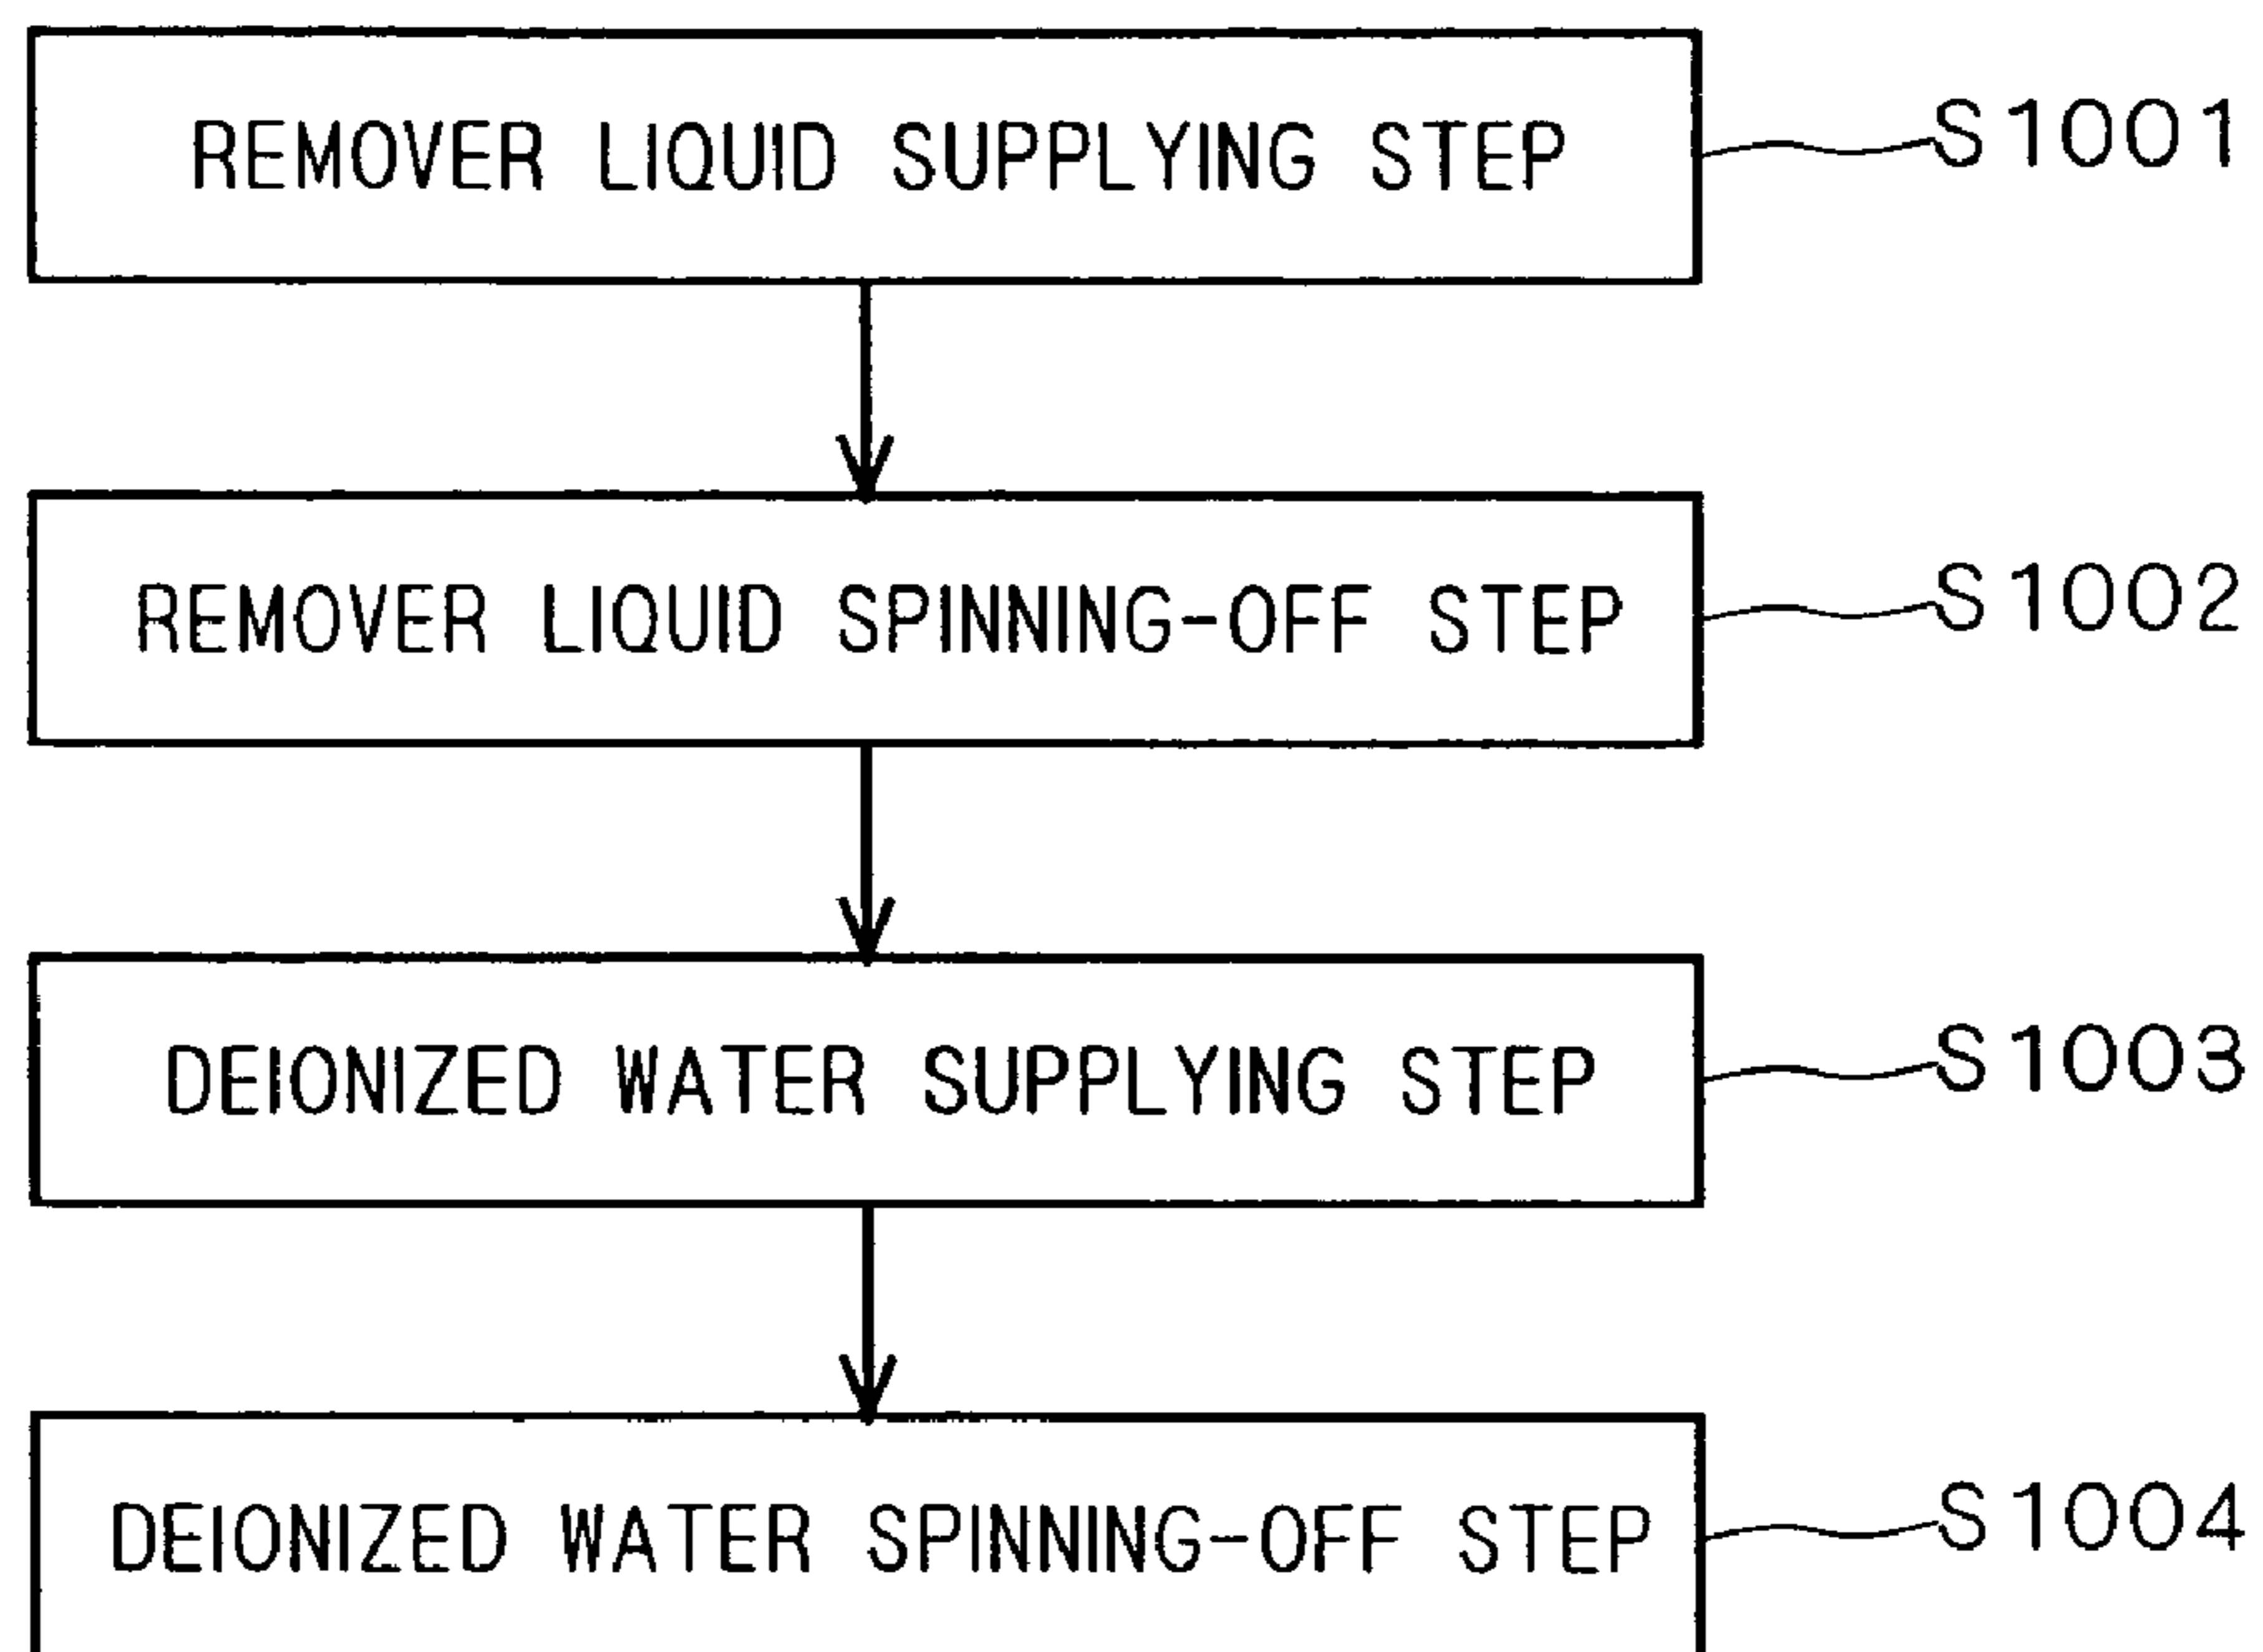 REMOVER LIQUID SUPPLYING STEP S1001
REMOVER LIQUID SPINNING-OFF STEP S1002
DEIONIZED WATER SUPPLYING STEP S1003
DEIONIZED WATER SPINNING-OFF STEP S1004